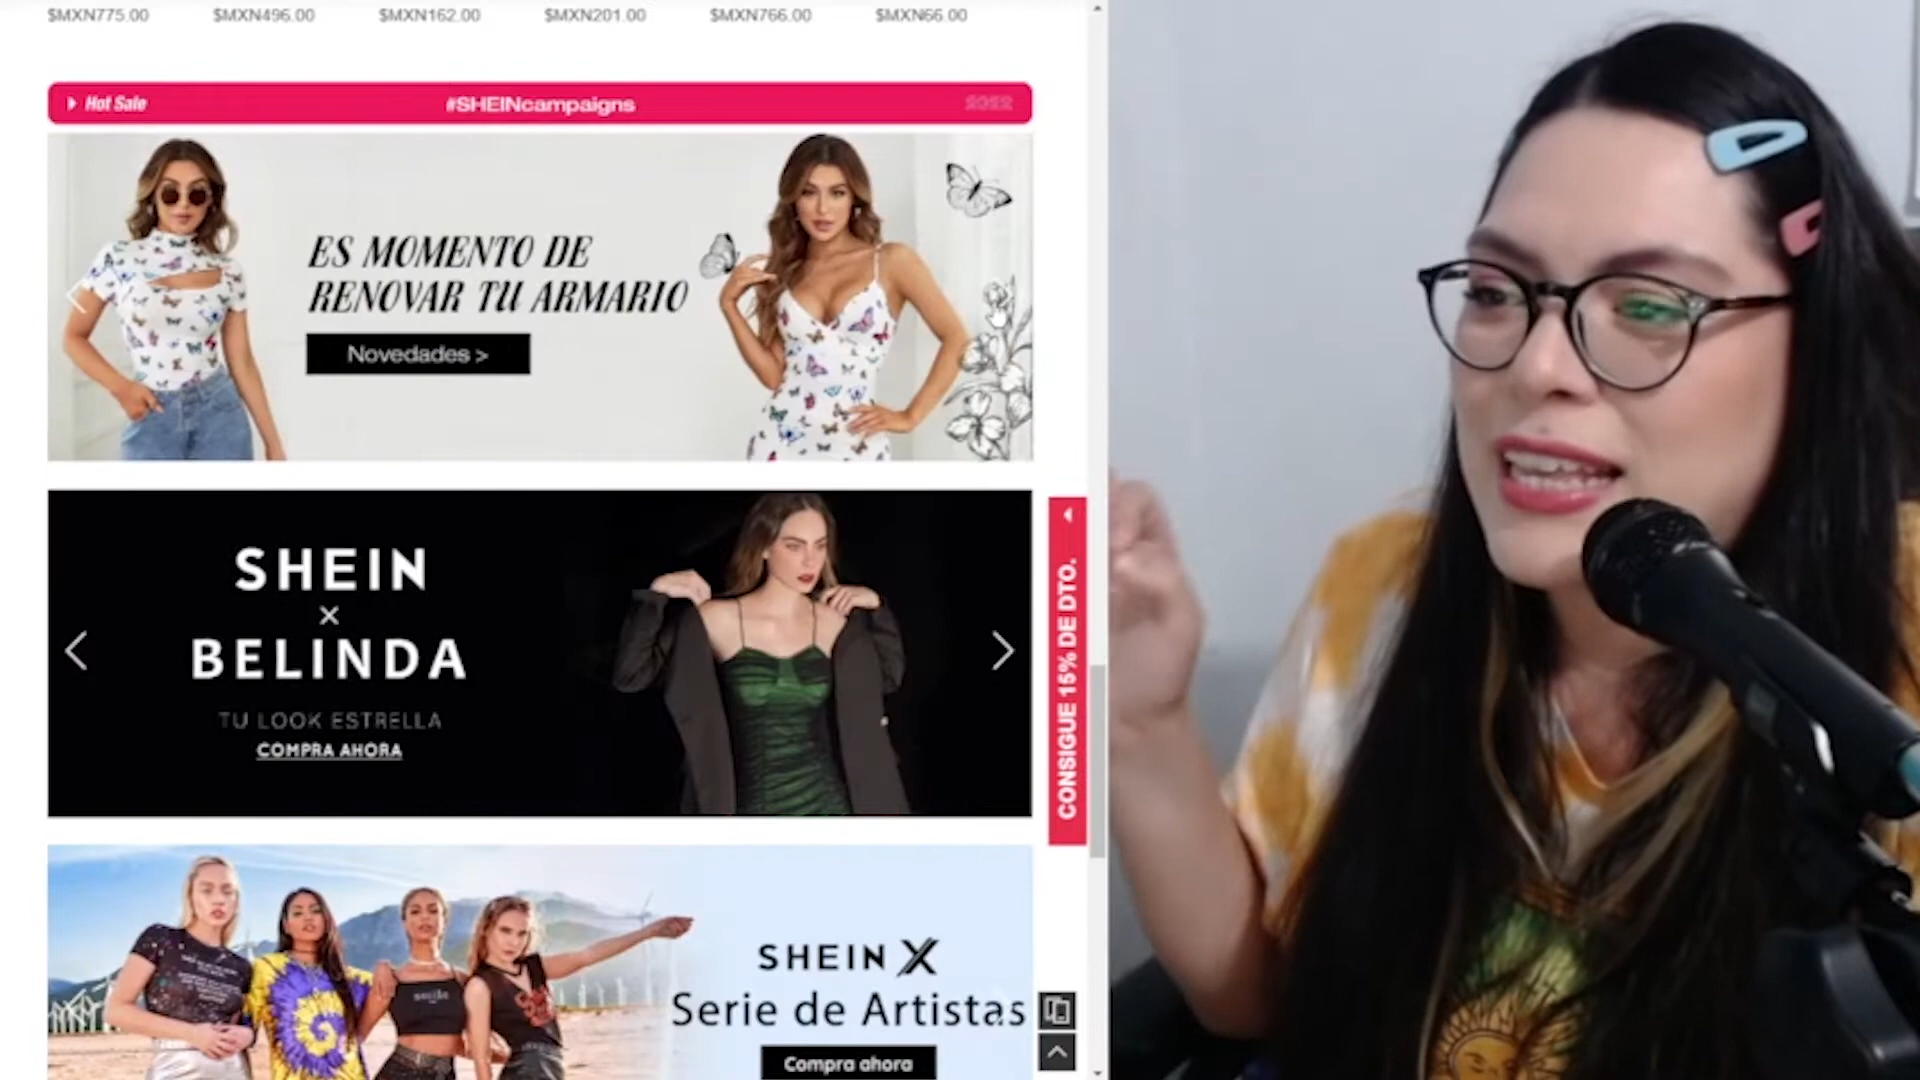 $MXN775.00 $MXN496.00 $MXN162.00 $MXN201.00 $MXN766.00 $MXN66.00
Hot Sale #SHEINcampaigns 2022
ES MOMENTO DE
RENOVAR TU ARMARIO
Novedades >
SHEIN
×
BELINDA
TU LOOK ESTRELLA
COMPRA AHORA
CONSIGUE 15% DE DTO.
SHEIN X
Serie de Artistas
Compra ahora